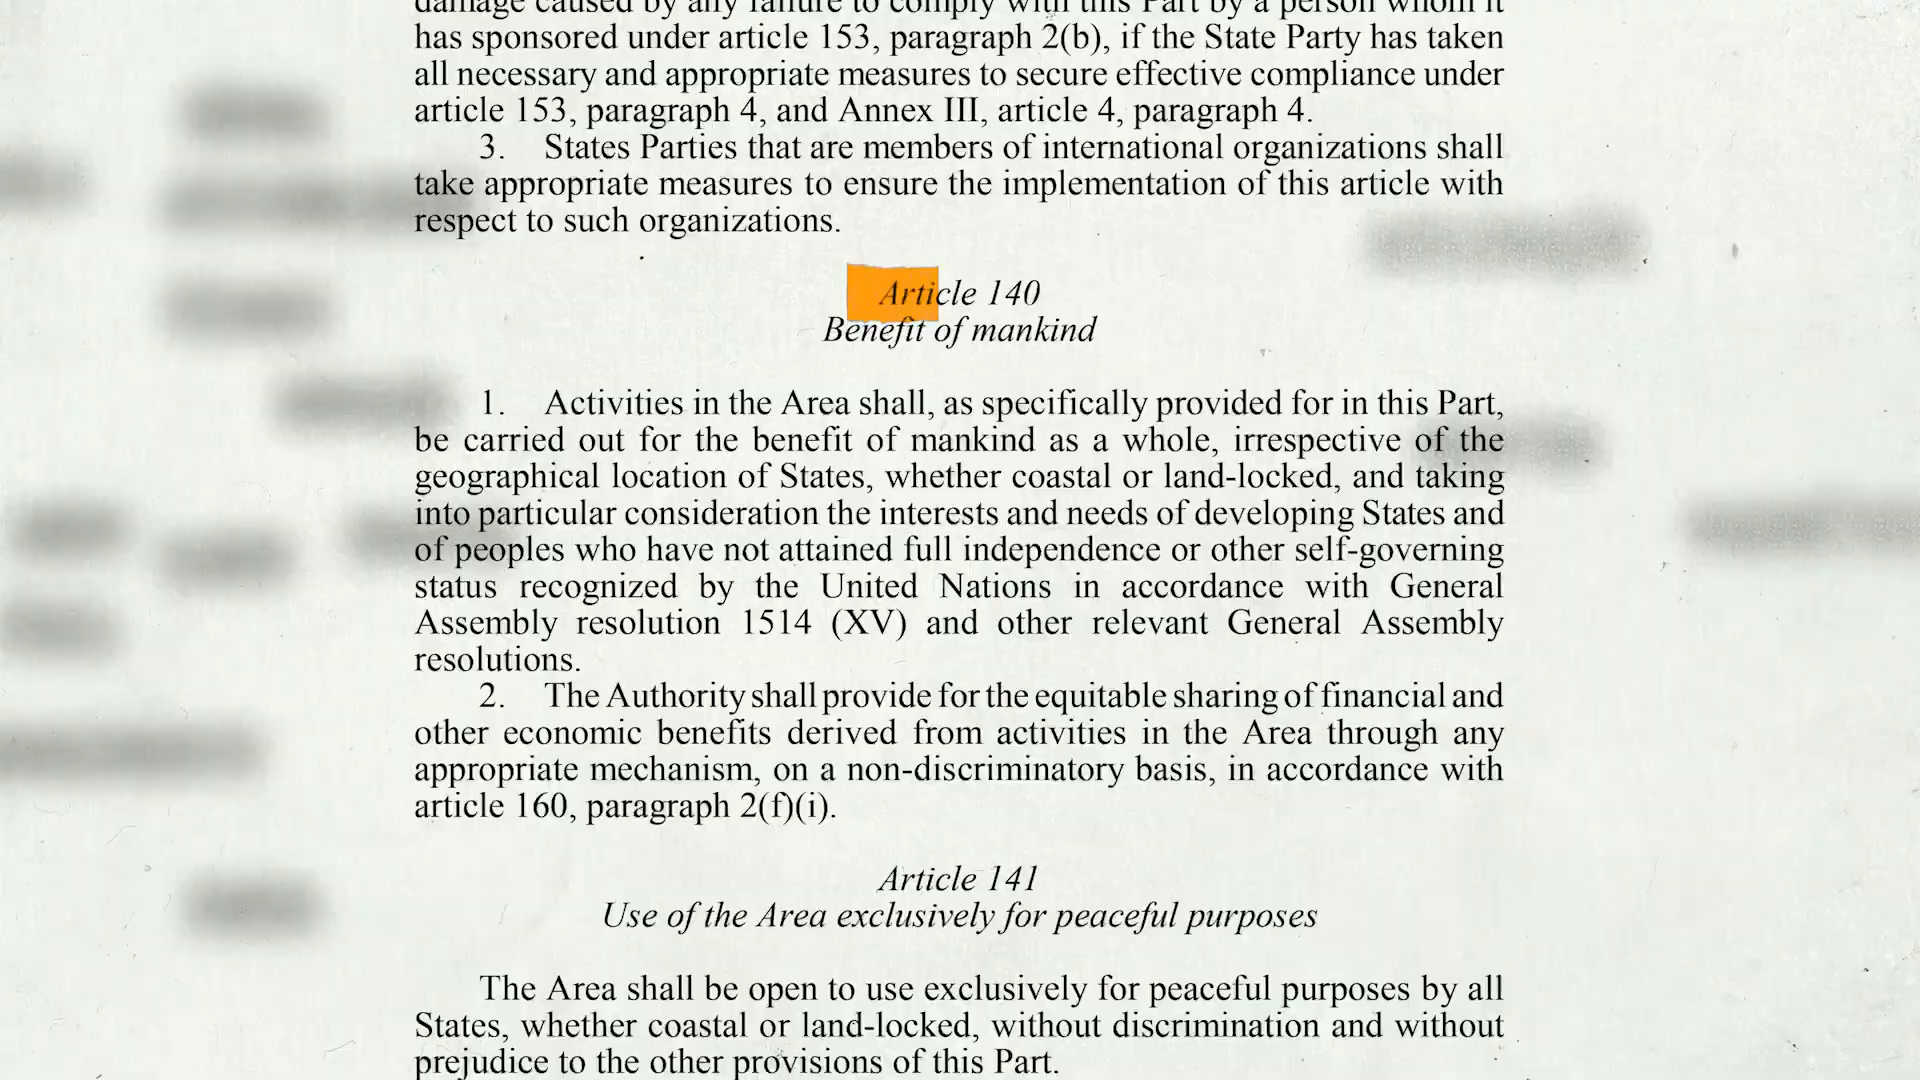 damage caused by any failure to comply with this Part by a person whom it
has sponsored under article 153, paragraph 2(b), if the State Party has taken
all necessary and appropriate measures to secure effective compliance under
article 153, paragraph 4, and Annex III, article 4, paragraph 4.
3. States Parties that are members of international organizations shall
take appropriate measures to ensure the implementation of this article with
respect to such organizations.
Article 140
Benefit of mankind
1. Activities in the Area shall, as specifically provided for in this Part,
be carried out for the benefit of mankind as a whole, irrespective of the
geographical location of States, whether coastal or land-locked, and taking
into particular consideration the interests and needs of developing States and
of peoples who have not attained full independence or other self-governing
status recognized by the United Nations in accordance with General
Assembly resolution 1514 (XV) and other relevant General Assembly
resolutions.
2. The Authority shall provide for the equitable sharing of financial and
other economic benefits derived from activities in the Area through any
appropriate mechanism, on a non-discriminatory basis, in accordance with
article 160, paragraph 2(f)(i).
Article 141
Use of the Area exclusively for peaceful purposes
The Area shall be open to use exclusively for peaceful purposes by all
States, whether coastal or land-locked, without discrimination and without
prejudice to the other provisions of this Part.